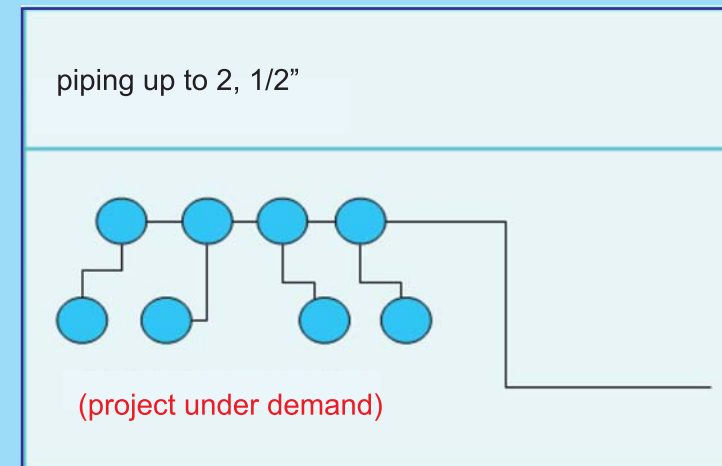 piping up to 2, 1/2”
(project under demand)